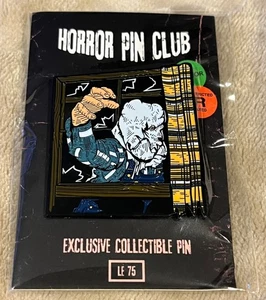 HORROR PIN CLUB
R
EXCLUSIVE COLLECTIBLE PIN
LE 75